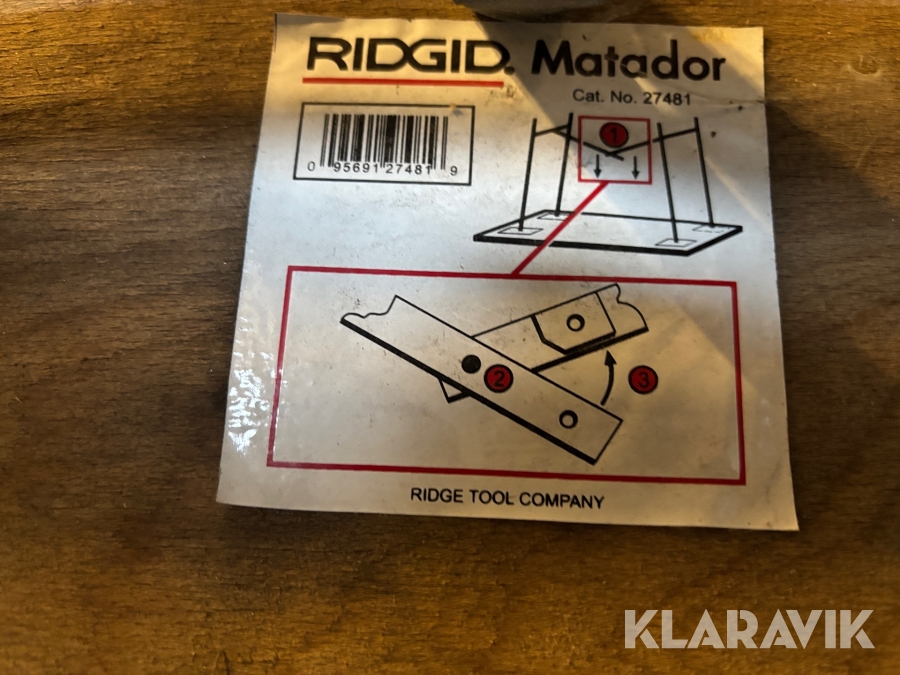 RIDGID. Matador
Cat. No. 27481
0 95691 27481 9
1
2
3
RIDGE TOOL COMPANY
KLARAVIK